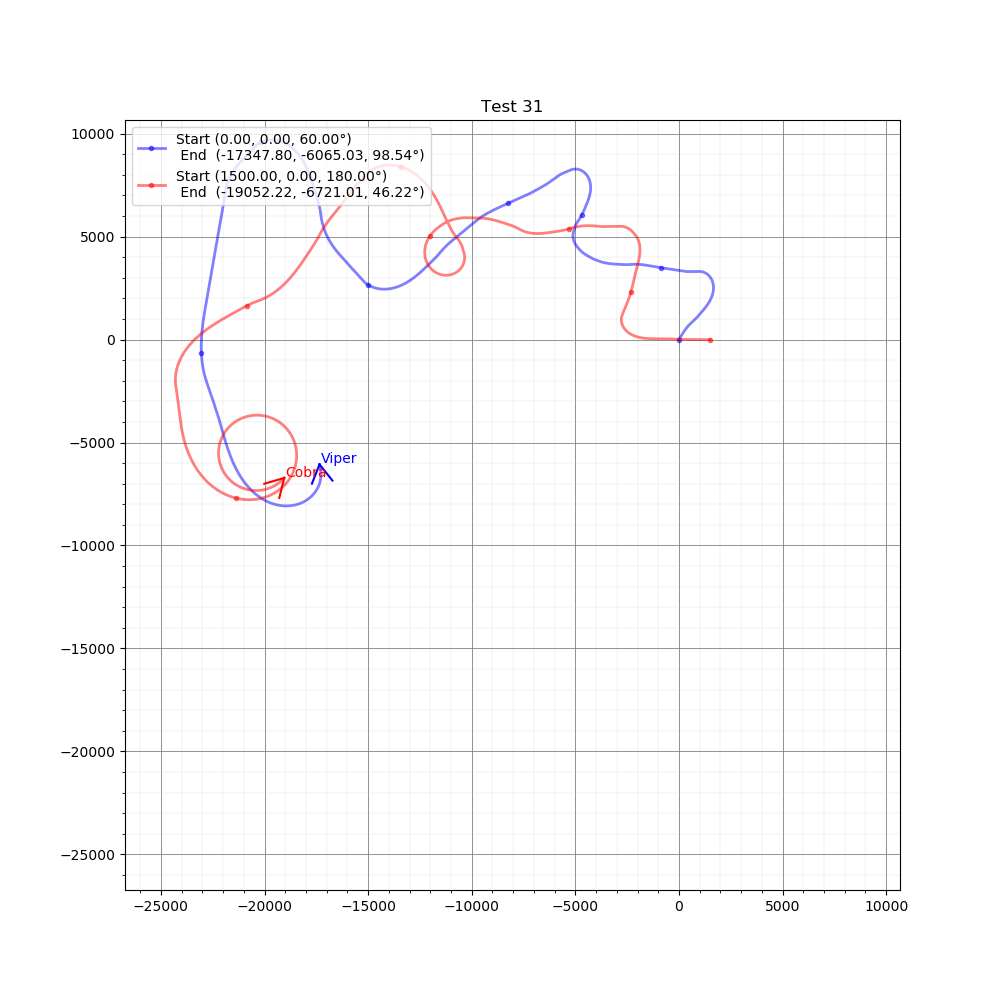 Test 31
Start (0.00, 0.00, 60.00°)
End  (-17347.80, -6065.03, 98.54°)
Start (1500.00, 0.00, 180.00°)
End  (-19052.22, -6721.01, 46.22°)
10000
5000
0
−5000
−10000
−15000
−20000
−25000
Viper
Cobra
−25000 −20000 −15000 −10000 −5000 0 5000 10000